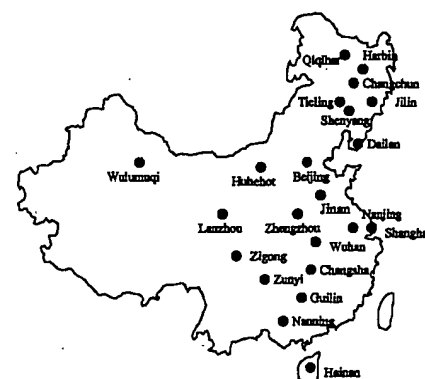 Qiqihar
Harbin
Changchun
Tieling
Jilin
Shenyang
Dalian
Wulumuqi
Huhehot
Beijing
Jinan
Lanzhou
Zhengzhou
Nanjing
Shangha
Wuhan
Zigong
Changsha
Zunyi
Guilin
Nanning
Hainan